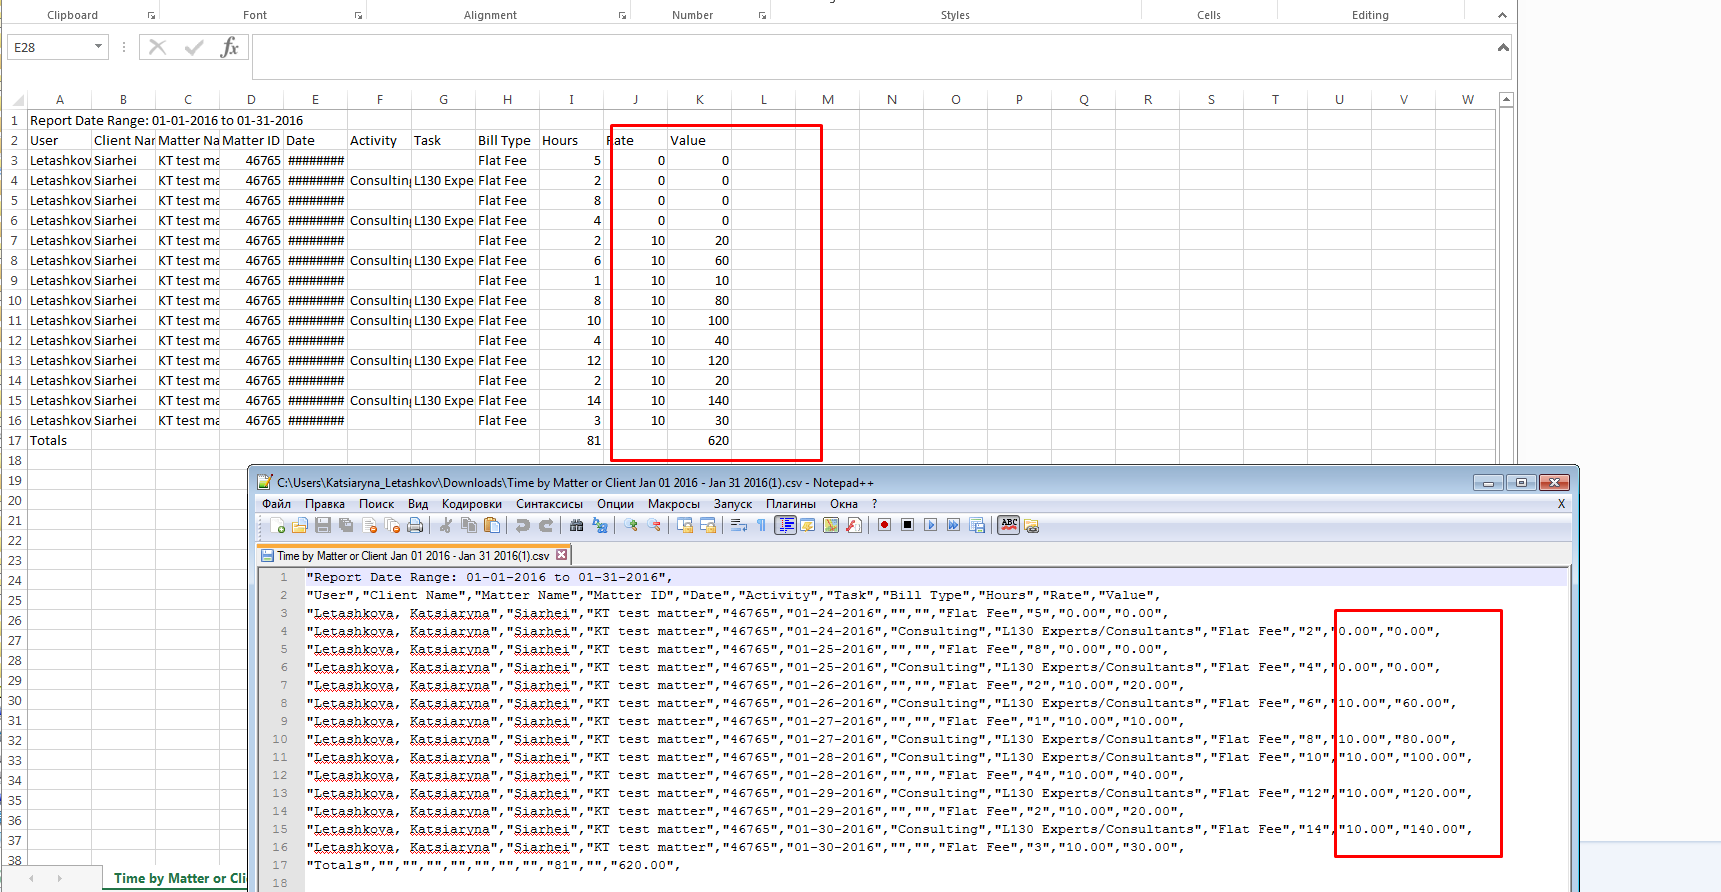 Clipboard Font Alignment Number Styles Cells Editing
E28 fx
A B C D E F G H I J K L M N O P Q R S T U V W
1 Report Date Range: 01-01-2016 to 01-31-2016
2 User Client Nar Matter Na Matter ID Date Activity Task Bill Type Hours Rate Value
3 Letashkov Siarhei KT test ma 46765 ######## Flat Fee 5 0 0
4 Letashkov Siarhei KT test ma 46765 ######## Consulting L130 Expe Flat Fee 2 0 0
5 Letashkov Siarhei KT test ma 46765 ######## Flat Fee 8 0 0
6 Letashkov Siarhei KT test ma 46765 ######## Consulting L130 Expe Flat Fee 4 0 0
7 Letashkov Siarhei KT test ma 46765 ######## Flat Fee 2 10 20
8 Letashkov Siarhei KT test ma 46765 ######## Consulting L130 Expe Flat Fee 6 10 60
9 Letashkov Siarhei KT test ma 46765 ######## Flat Fee 1 10 10
10 Letashkov Siarhei KT test ma 46765 ######## Consulting L130 Expe Flat Fee 8 10 80
11 Letashkov Siarhei KT test ma 46765 ######## Consulting L130 Expe Flat Fee 10 10 100
12 Letashkov Siarhei KT test ma 46765 ######## Flat Fee 4 10 40
13 Letashkov Siarhei KT test ma 46765 ######## Consulting L130 Expe Flat Fee 12 10 120
14 Letashkov Siarhei KT test ma 46765 ######## Flat Fee 2 10 20
15 Letashkov Siarhei KT test ma 46765 ######## Consulting L130 Expe Flat Fee 14 10 140
16 Letashkov Siarhei KT test ma 46765 ######## Flat Fee 3 10 30
17 Totals 81 620
18
19
20
21
22
23
24
25
26
27
28
29
30
31
32
33
34
35
36
37
38
Time by Matter or Cli
C:\Users\Katsiaryna_Letashkov\Downloads\Time by Matter or Client Jan 01 2016 - Jan 31 2016(1).csv - Notepad++
Файл Правка Поиск Вид Кодировки Синтаксисы Опции Макросы Запуск Плагины Окна ? X
ABC
Time by Matter or Client Jan 01 2016 - Jan 31 2016(1).csv
1 "Report Date Range: 01-01-2016 to 01-31-2016",
2 "User","Client Name","Matter Name","Matter ID","Date","Activity","Task","Bill Type","Hours","Rate","Value",
3 "Letashkova, Katsiaryna","Siarhei","KT test matter","46765","01-24-2016","","","Flat Fee","5","0.00","0.00",
4 "Letashkova, Katsiaryna","Siarhei","KT test matter","46765","01-24-2016","Consulting","L130 Experts/Consultants","Flat Fee","2","0.00","0.00",
5 "Letashkova, Katsiaryna","Siarhei","KT test matter","46765","01-25-2016","","","Flat Fee","8","0.00","0.00",
6 "Letashkova, Katsiaryna","Siarhei","KT test matter","46765","01-25-2016","Consulting","L130 Experts/Consultants","Flat Fee","4","0.00","0.00",
7 "Letashkova, Katsiaryna","Siarhei","KT test matter","46765","01-26-2016","","","Flat Fee","2","10.00","20.00",
8 "Letashkova, Katsiaryna","Siarhei","KT test matter","46765","01-26-2016","Consulting","L130 Experts/Consultants","Flat Fee","6","10.00","60.00",
9 "Letashkova, Katsiaryna","Siarhei","KT test matter","46765","01-27-2016","","","Flat Fee","1","10.00","10.00",
10 "Letashkova, Katsiaryna","Siarhei","KT test matter","46765","01-27-2016","Consulting","L130 Experts/Consultants","Flat Fee","8","10.00","80.00",
11 "Letashkova, Katsiaryna","Siarhei","KT test matter","46765","01-28-2016","Consulting","L130 Experts/Consultants","Flat Fee","10","10.00","100.00",
12 "Letashkova, Katsiaryna","Siarhei","KT test matter","46765","01-28-2016","","","Flat Fee","4","10.00","40.00",
13 "Letashkova, Katsiaryna","Siarhei","KT test matter","46765","01-29-2016","Consulting","L130 Experts/Consultants","Flat Fee","12","10.00","120.00",
14 "Letashkova, Katsiaryna","Siarhei","KT test matter","46765","01-29-2016","","","Flat Fee","2","10.00","20.00",
15 "Letashkova, Katsiaryna","Siarhei","KT test matter","46765","01-30-2016","Consulting","L130 Experts/Consultants","Flat Fee","14","10.00","140.00",
16 "Letashkova, Katsiaryna","Siarhei","KT test matter","46765","01-30-2016","","","Flat Fee","3","10.00","30.00",
17 "Totals","","","","","","","","81","","620.00",
18